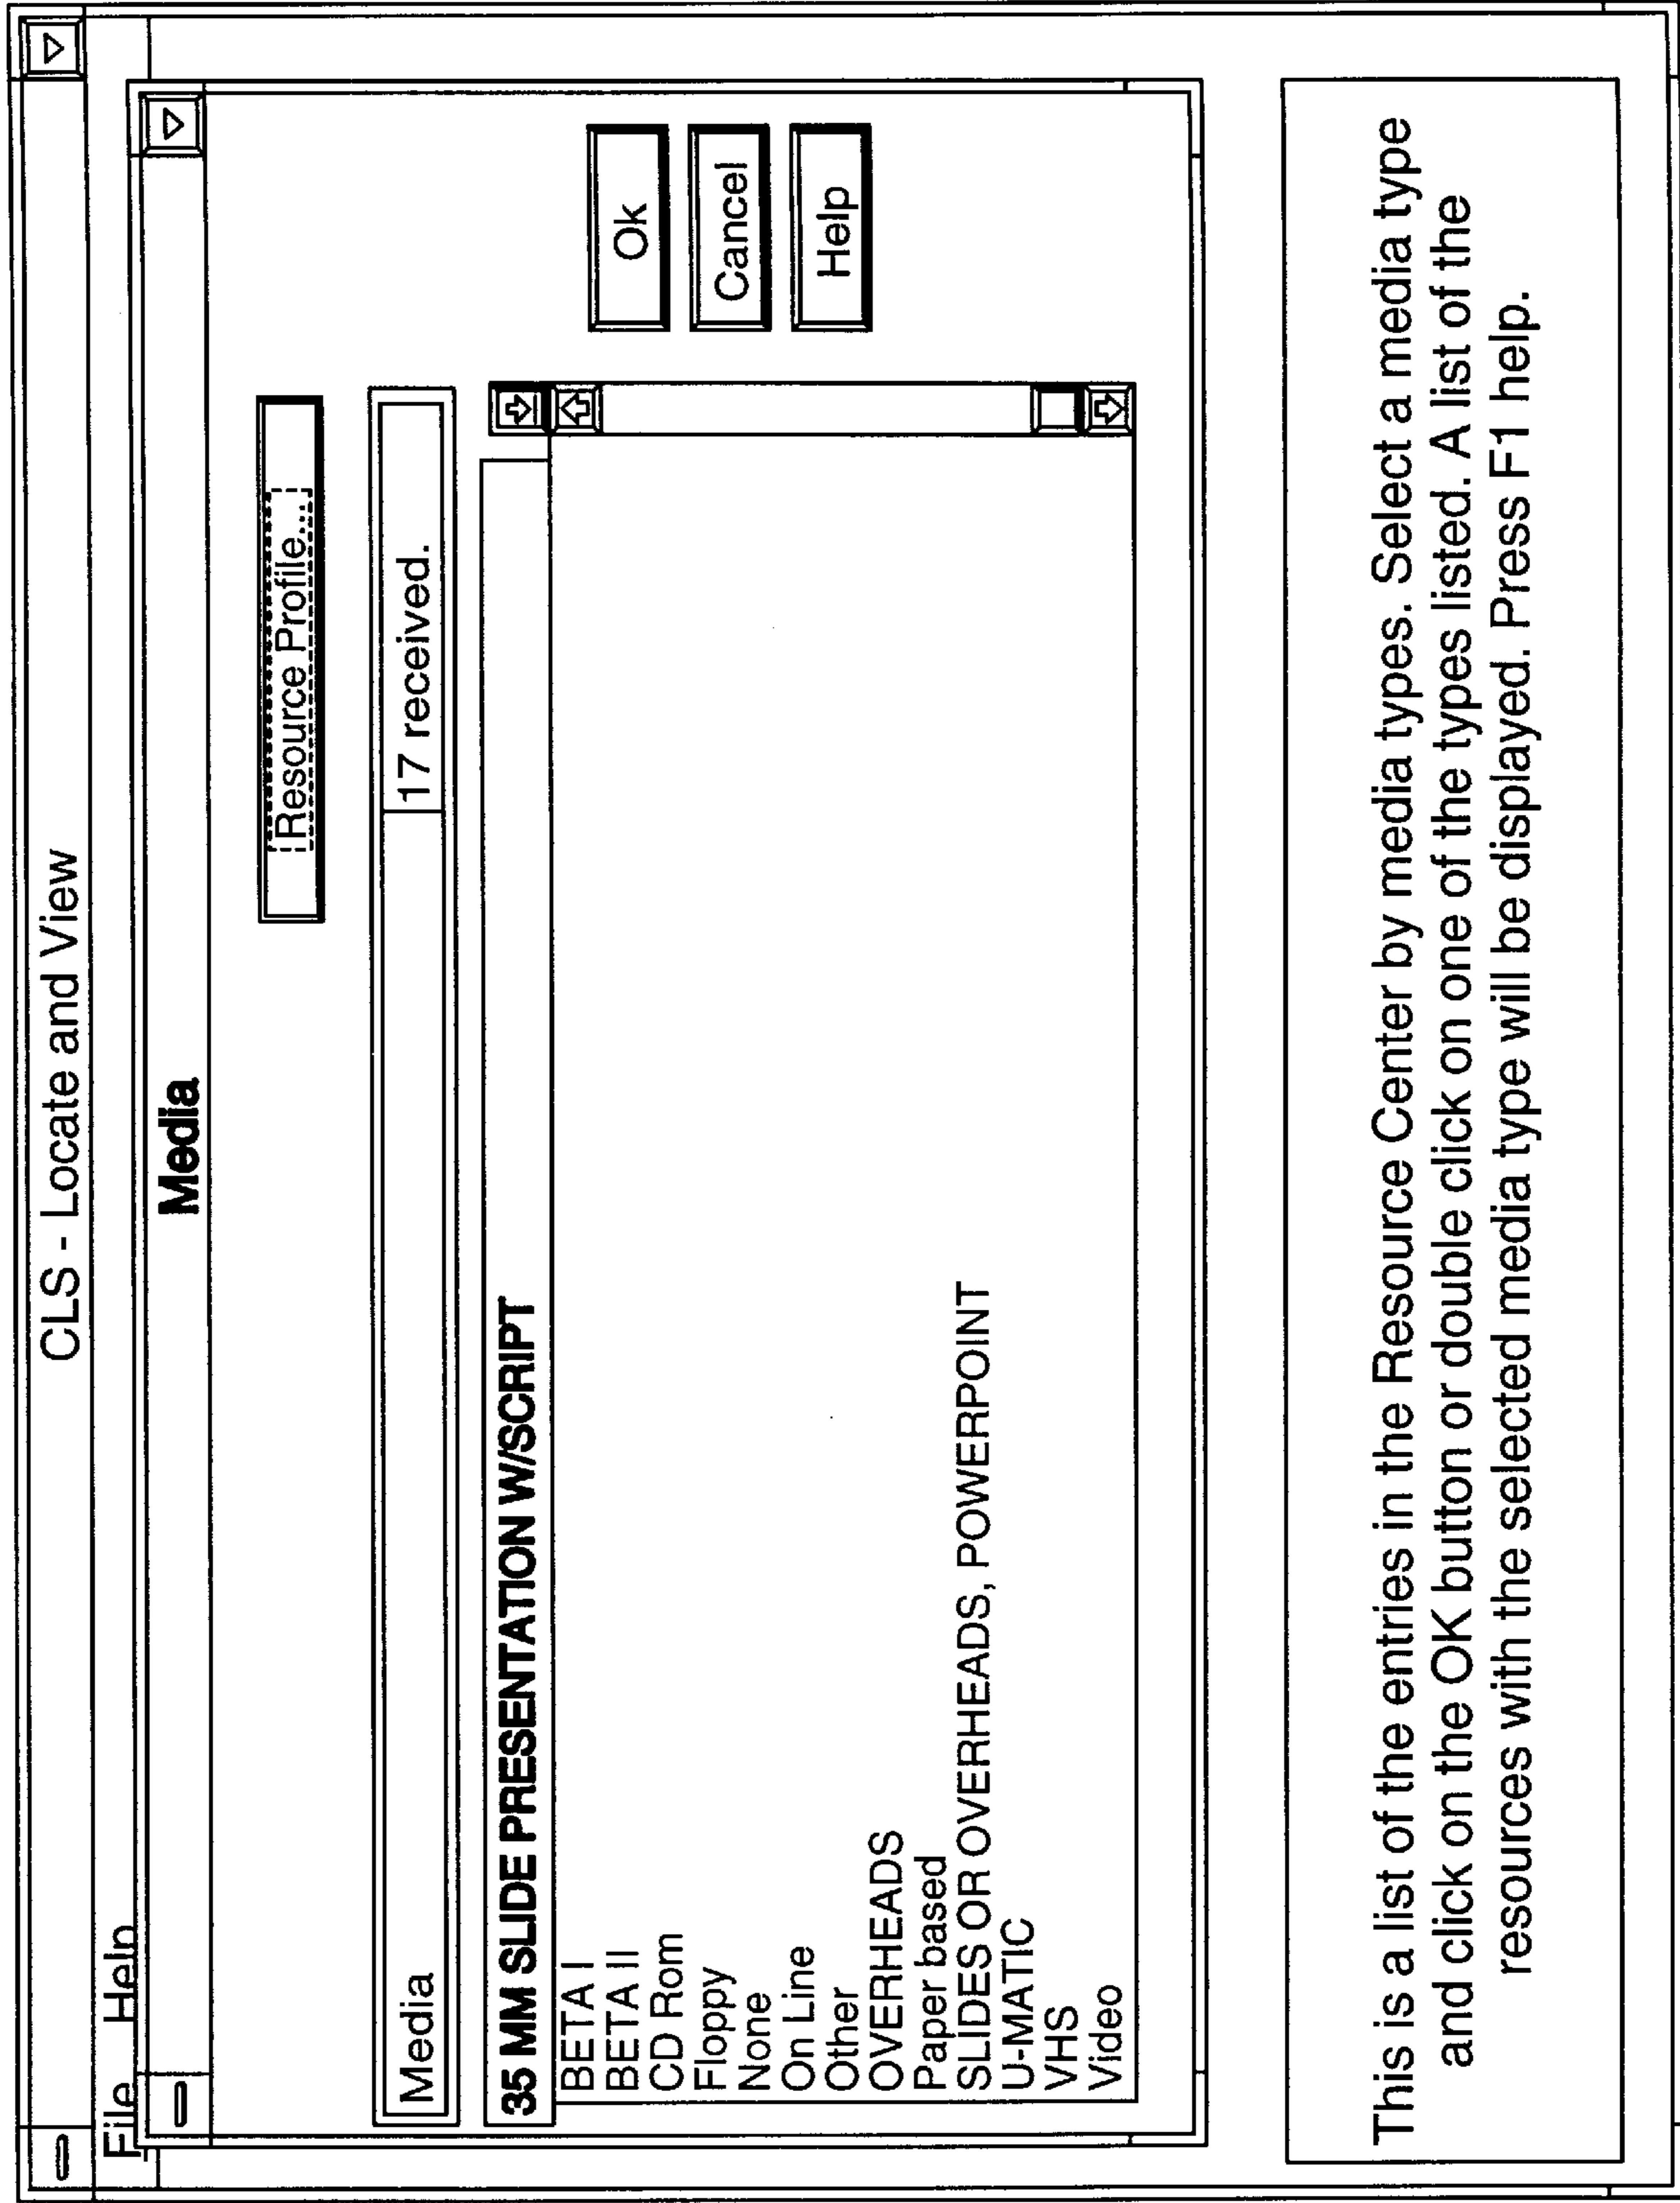 CLS - Locate and View
File Help
Media
Resource Profile...
Media 17 received.
35 MM SLIDE PRESENTATION W/SCRIPT
BETA I
BETA II
CD Rom
Floppy
None
On Line
Other
OVERHEADS
Paper based
SLIDES OR OVERHEADS, POWERPOINT
U-MATIC
VHS
Video
Ok
Cancel
Help
This is a list of the entries in the Resource Center by media types. Select a media type
and click on the OK button or double click on one of the types listed. A list of the
resources with the selected media type will be displayed. Press F1 help.